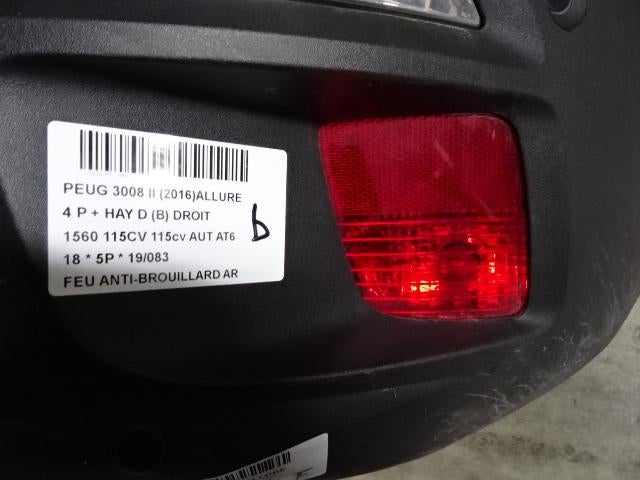 PEUG 3008 II (2016)ALLURE
4 P + HAY D (B) DROIT
1560 115CV 115cv AUT AT6
18 * 5P * 19/083
FEU ANTI-BROUILLARD AR
b